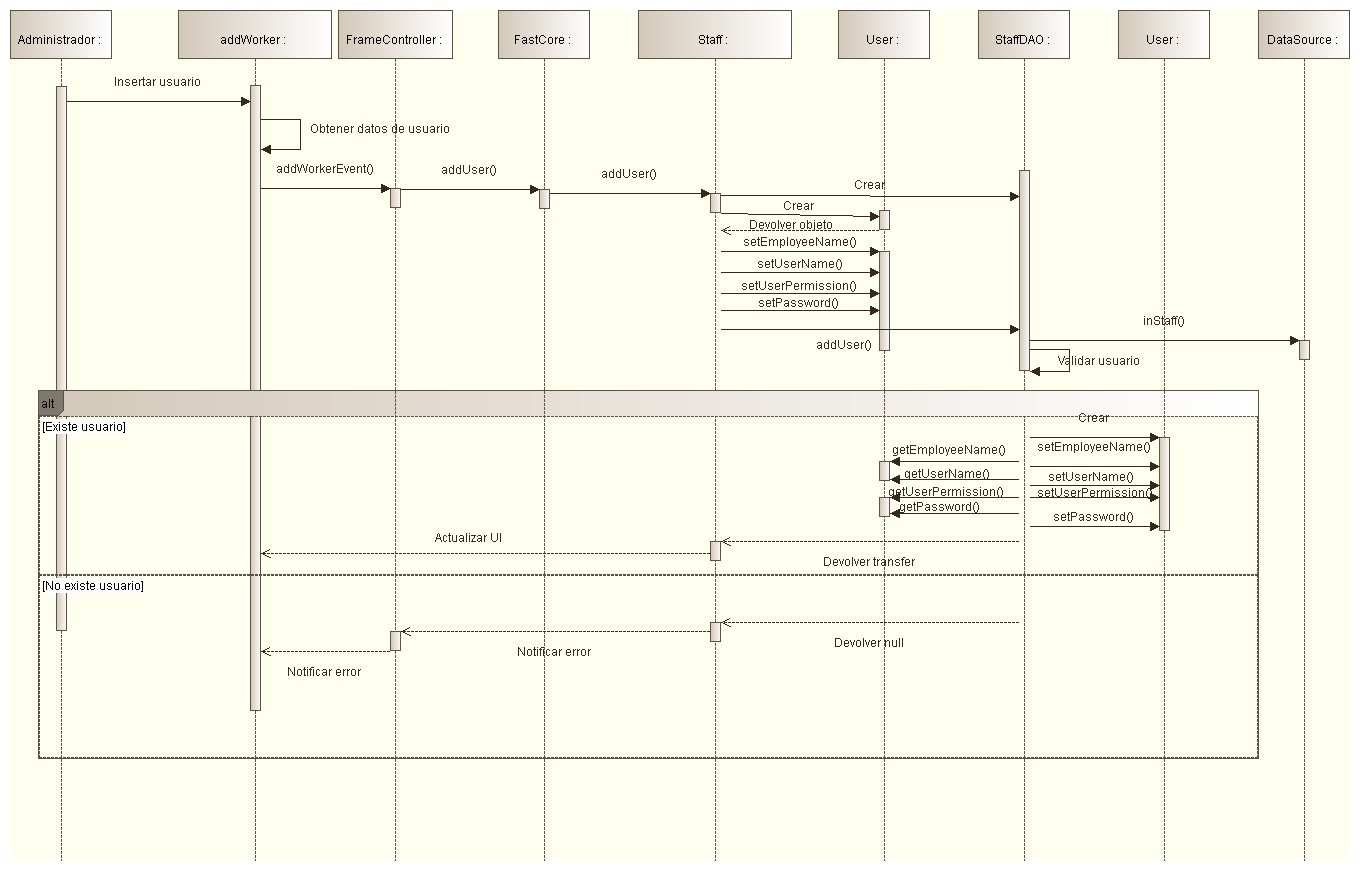 Administrador :
addWorker :
FrameController :
FastCore :
Staff :
User :
StaffDAO :
User :
DataSource :
Insertar usuario
Obtener datos de usuario
addWorkerEvent()
addUser()
addUser()
Crear
Crear
Devolver objeto
setEmployeeName()
setUserName()
setUserPermission()
setPassword()
inStaff()
addUser()
Validar usuario
alt
[Existe usuario]
Crear
getEmployeeName()
setEmployeeName()
getUserName()
setUserName()
getUserPermission()
setUserPermission()
getPassword()
setPassword()
Actualizar UI
Devolver transfer
[No existe usuario]
Devolver null
Notificar error
Notificar error